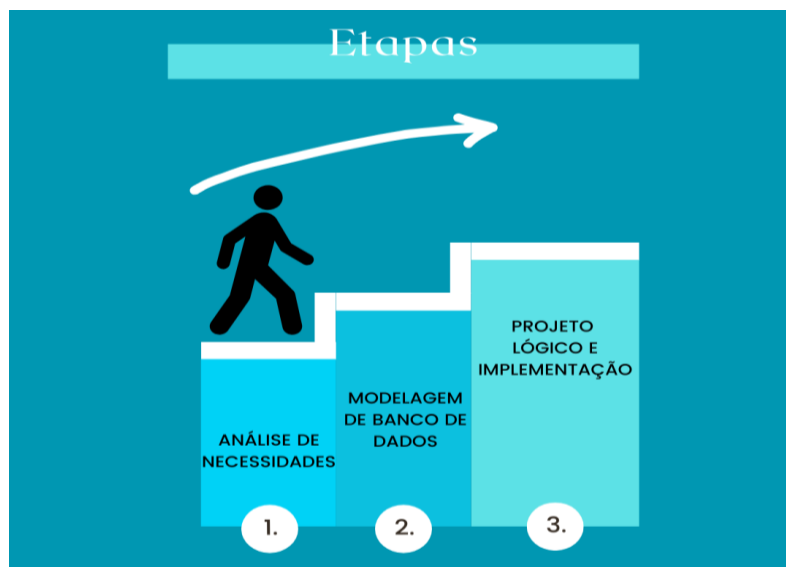 Etapas
ANÁLISE DE
NECESSIDADES
1.
MODELAGEM
DE BANCO DE
DADOS
2.
PROJETO
LÓGICO E
IMPLEMENTAÇÃO
3.